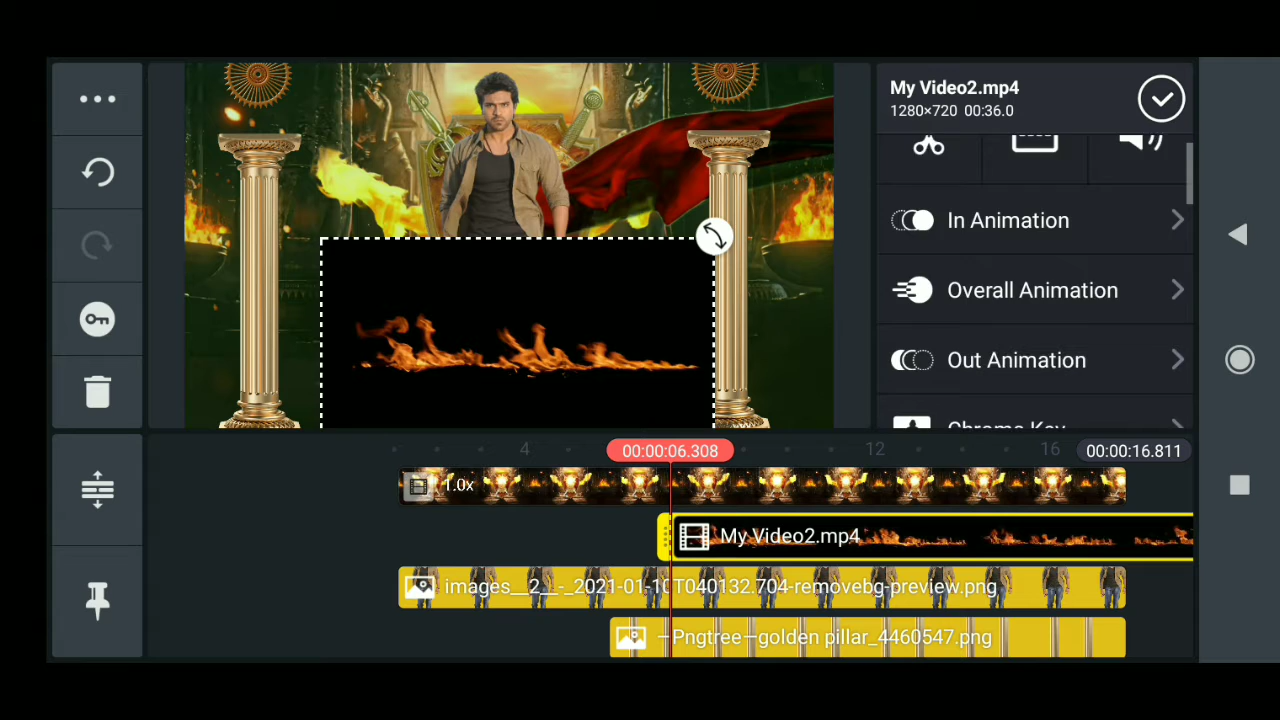 My Video2.mp4
1280×720 00:36.0
In Animation
Overall Animation
Out Animation
Chroma Key
4
00:00:06.308
12
16
00:00:16.811
1.0x
My Video2.mp4
images__2__-_2021-01-10T040132.704-removebg-preview.png
—Pngtree—golden pillar_4460547.png